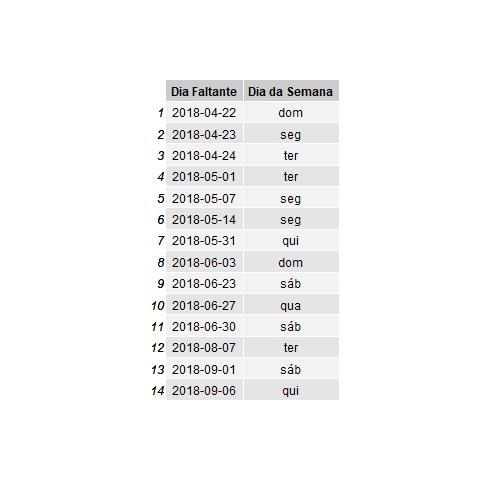 Dia Faltante Dia da Semana
1 2018-04-22 dom
2 2018-04-23 seg
3 2018-04-24 ter
4 2018-05-01 ter
5 2018-05-07 seg
6 2018-05-14 seg
7 2018-05-31 qui
8 2018-06-03 dom
9 2018-06-23 sáb
10 2018-06-27 qua
11 2018-06-30 sáb
12 2018-08-07 ter
13 2018-09-01 sáb
14 2018-09-06 qui